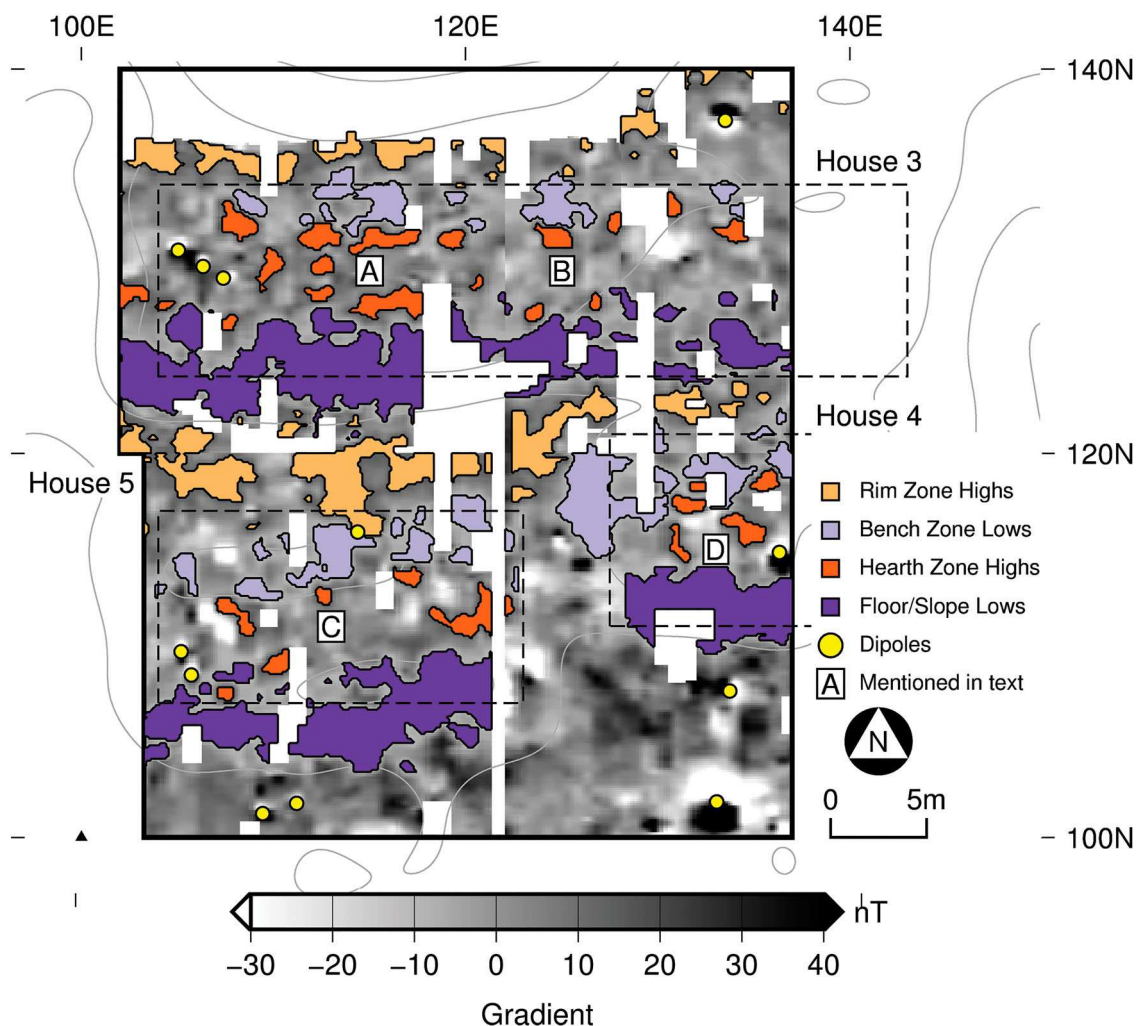 100E 120E 140E
140N
House 3
A B
House 4
120N
House 5
Rim Zone Highs
Bench Zone Lows
D
Hearth Zone Highs
Floor/Slope Lows
C
Dipoles
A Mentioned in text
N
0 5m
100N
nT
−30 −20 −10 0 10 20 30 40
Gradient